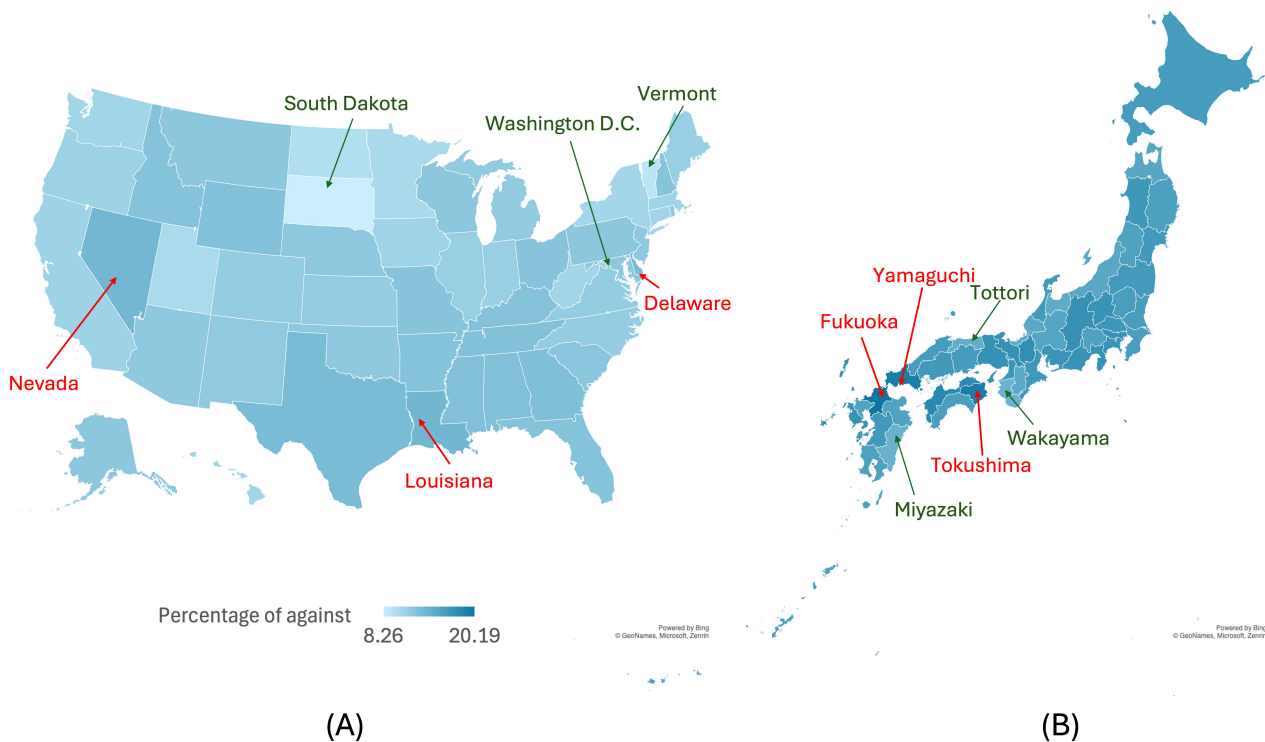 South Dakota
Vermont
Washington D.C.
Delaware
Nevada
Louisiana
Percentage of against
8.26 20.19
Powered by Bing
© GeoNames, Microsoft, Zenrin
(A)
Yamaguchi
Tottori
Fukuoka
Wakayama
Tokushima
Miyazaki
Powered by Bing
© GeoNames, Microsoft, Zenrin
(B)